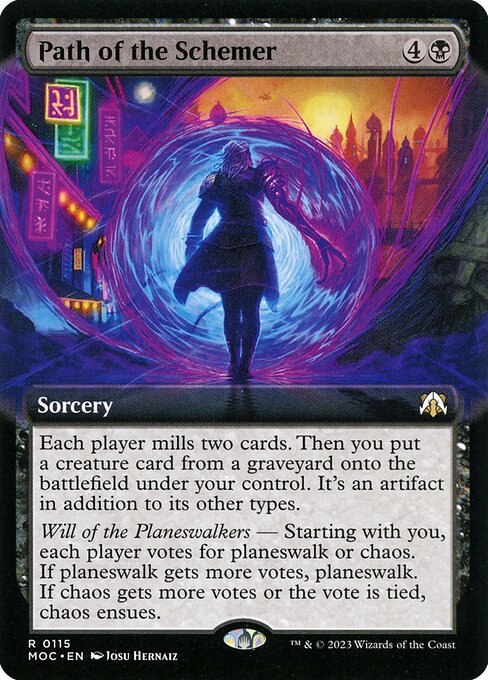 Path of the Schemer 4
Sorcery
Each player mills two cards. Then you put
a creature card from a graveyard onto the
battlefield under your control. It's an artifact
in addition to its other types.
Will of the Planeswalkers — Starting with you,
each player votes for planeswalk or chaos.
If planeswalk gets more votes, planeswalk.
If chaos gets more votes or the vote is tied,
chaos ensues.
R 0115
MOC • EN Josu Hernaiz
™ & © 2023 Wizards of the Coast